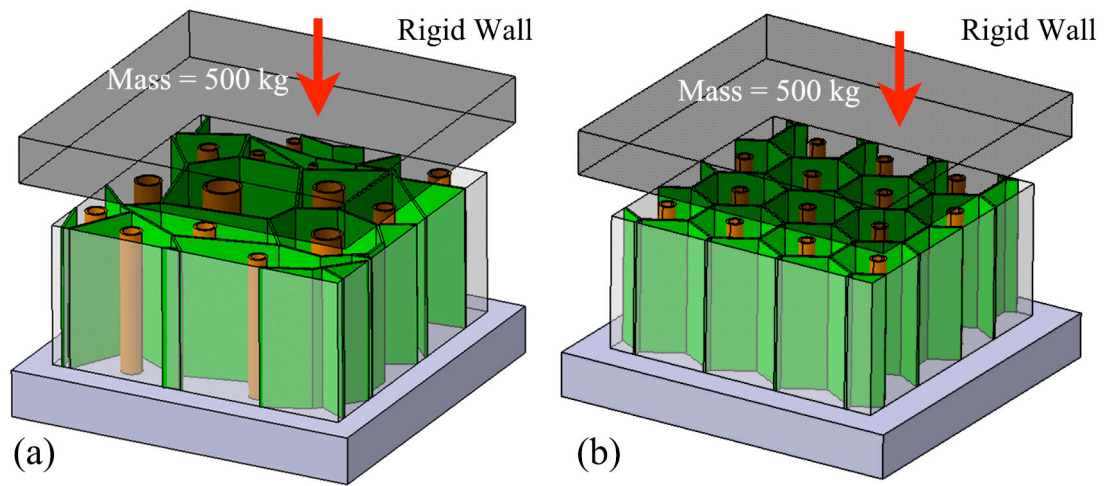 Rigid Wall
Mass = 500 kg
(a)
Rigid Wall
Mass = 500 kg
(b)